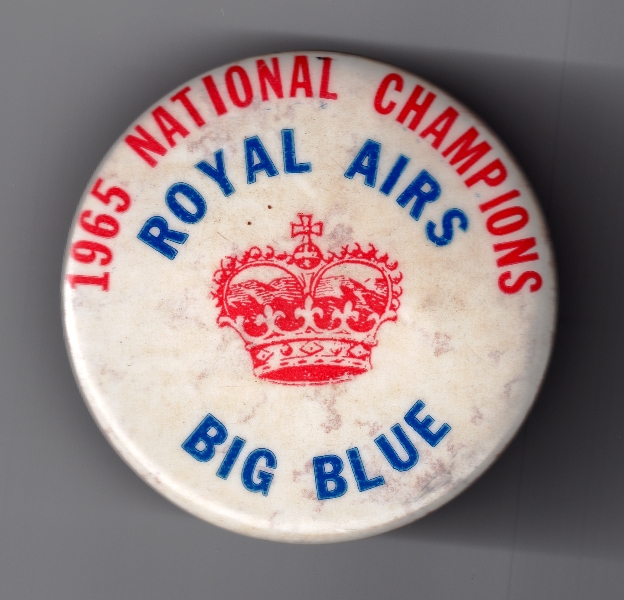 1965 NATIONAL CHAMPIONS
ROYAL AIRS
BIG BLUE